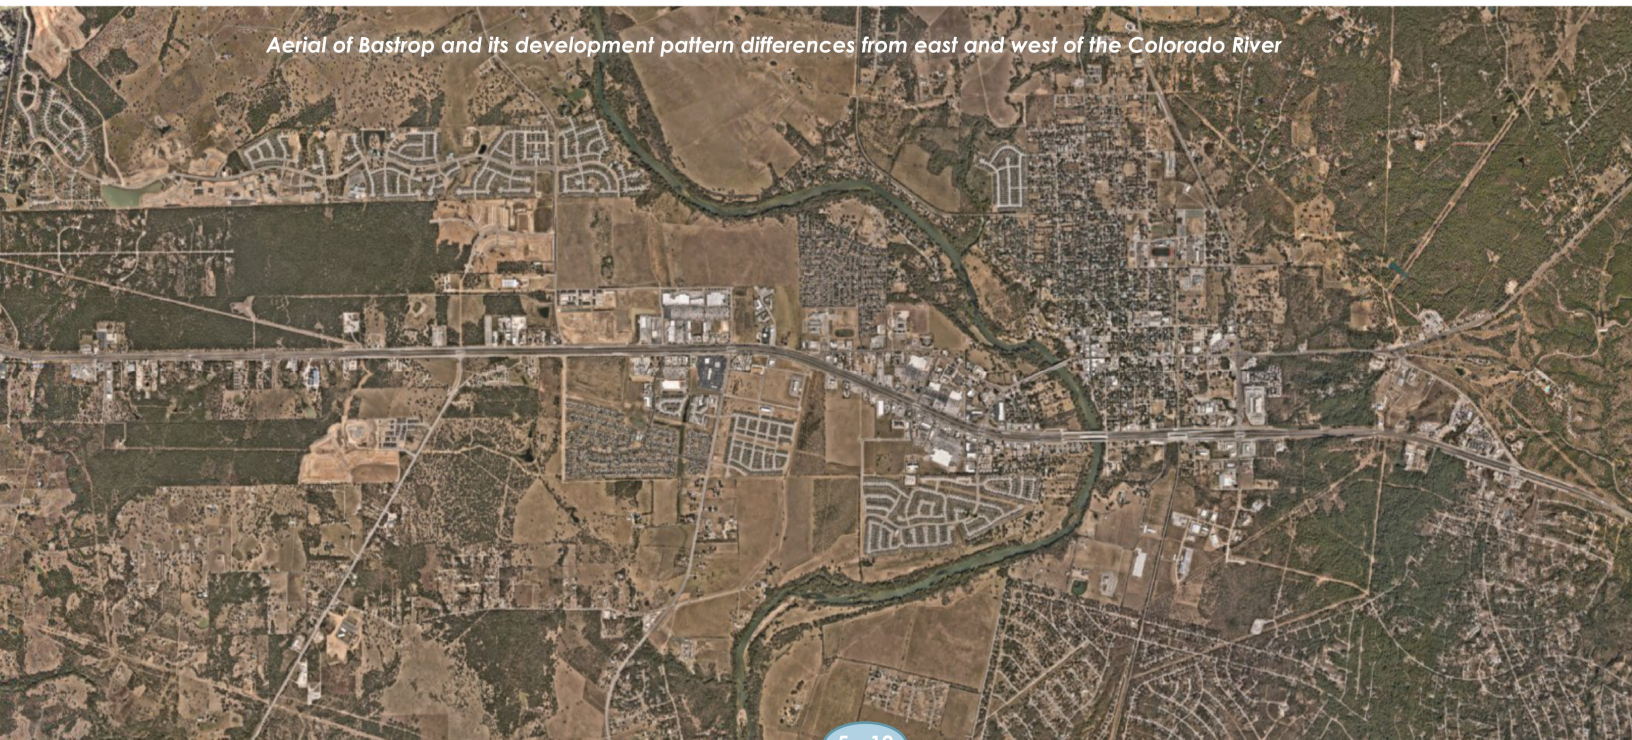 Aerial of Bastrop and its development pattern differences from east and west of the Colorado River